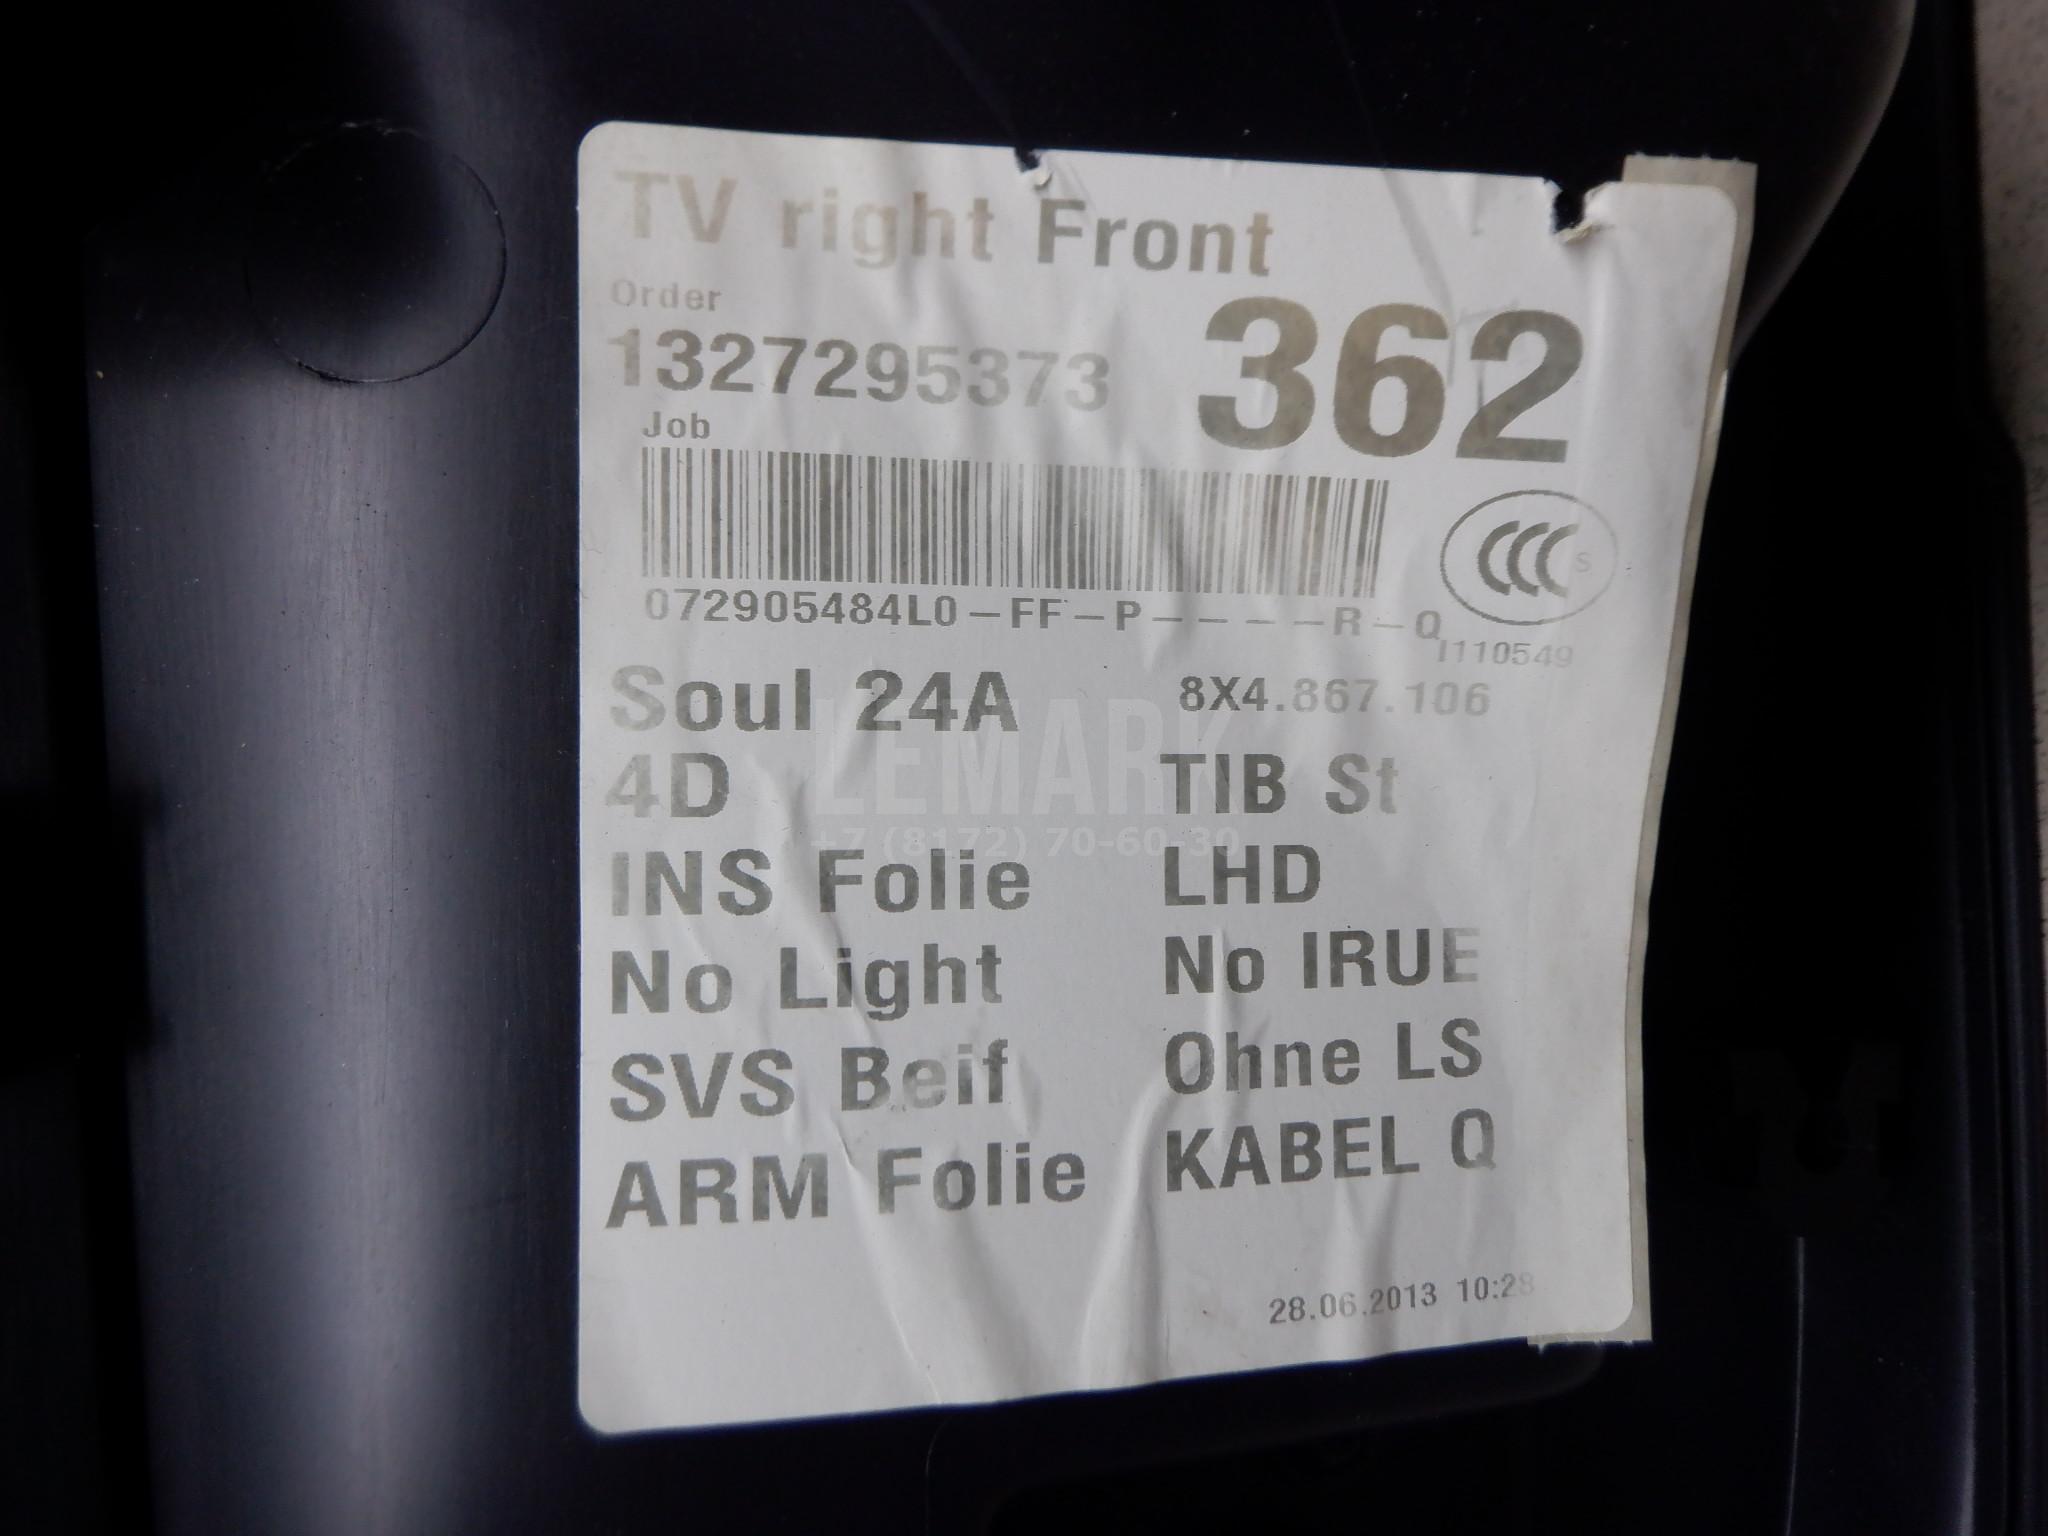 TV right Front
Order
1327295373
362
Job
072905484L0-FF-P-----R-Q
CCC S
I110549
Soul 24A 8X4.867.106
4D TIB St
LEMARK
+7 (8172) 70-60-30
INS Folie LHD
No Light No IRUE
SVS Beif Ohne LS
ARM Folie KABEL Q
28.06.2013 10:28